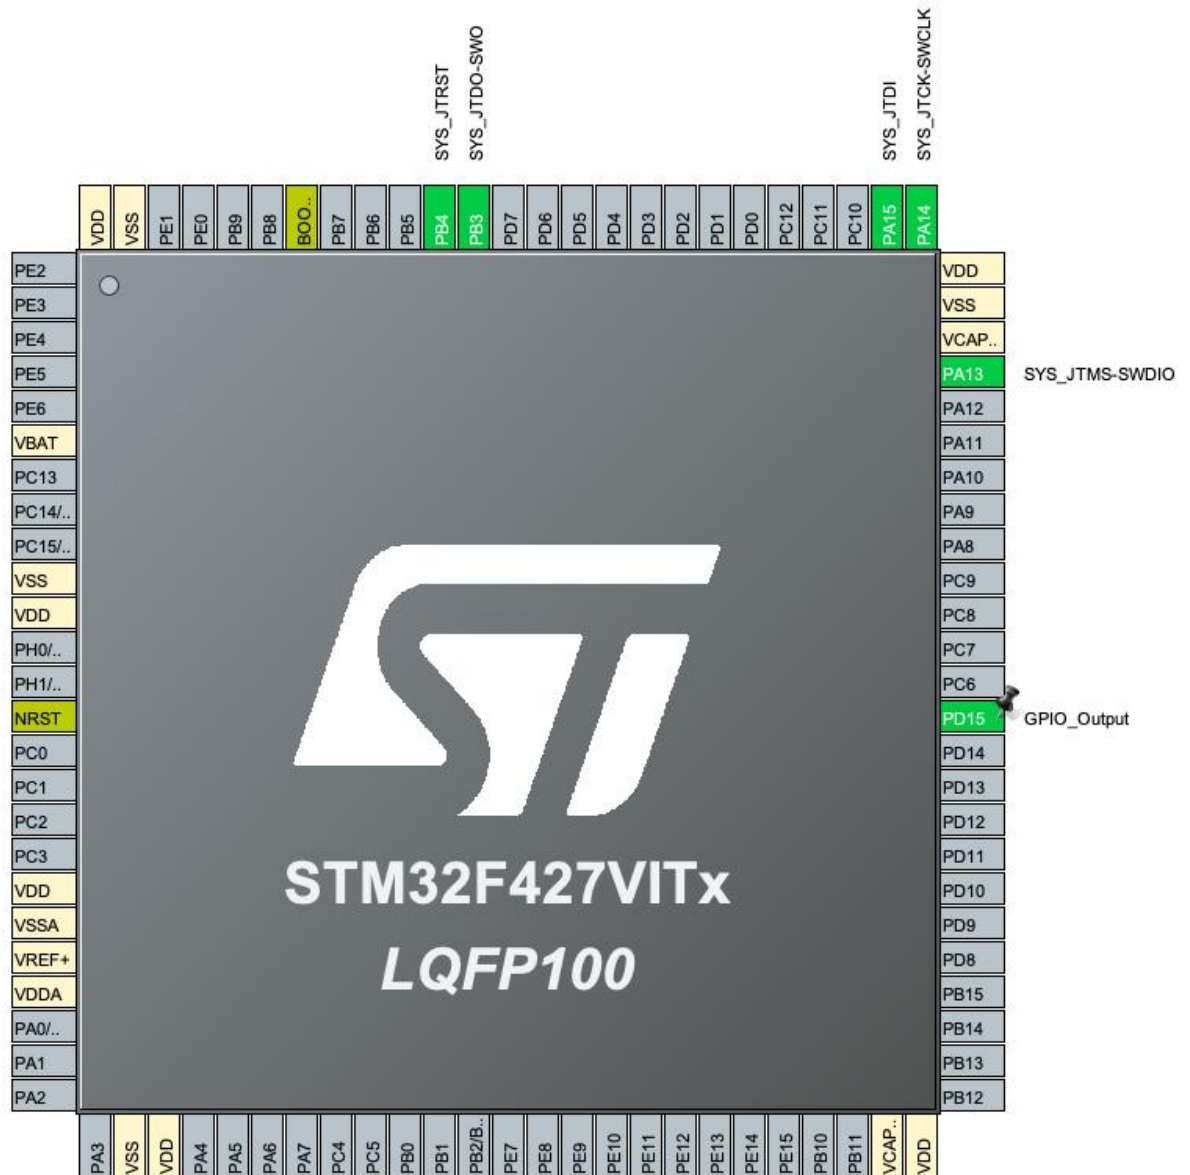 SYS_JTRST
SYS_JTDO-SWO
SYS_JTDI
SYS_JTCK-SWCLK
VDD
VSS
PE1
PE0
PB9
PB8
BOO..
PB7
PB6
PB5
PB4
PB3
PD7
PD6
PD5
PD4
PD3
PD2
PD1
PD0
PC12
PC11
PC10
PA15
PA14
PE2
PE3
PE4
PE5
PE6
VBAT
PC13
PC14/..
PC15/..
VSS
VDD
PH0/..
PH1/..
NRST
PC0
PC1
PC2
PC3
VDD
VSSA
VREF+
VDDA
PA0/..
PA1
PA2
VDD
VSS
VCAP..
PA13 SYS_JTMS-SWDIO
PA12
PA11
PA10
PA9
PA8
PC9
PC8
PC7
PC6
PD15 GPIO_Output
PD14
PD13
PD12
PD11
PD10
PD9
PD8
PB15
PB14
PB13
PB12
ST
STM32F427VITx
LQFP100
PA3
VSS
VDD
PA4
PA5
PA6
PA7
PC4
PC5
PB0
PB1
PB2/B..
PE7
PE8
PE9
PE10
PE11
PE12
PE13
PE14
PE15
PB10
PB11
VCAP..
VDD